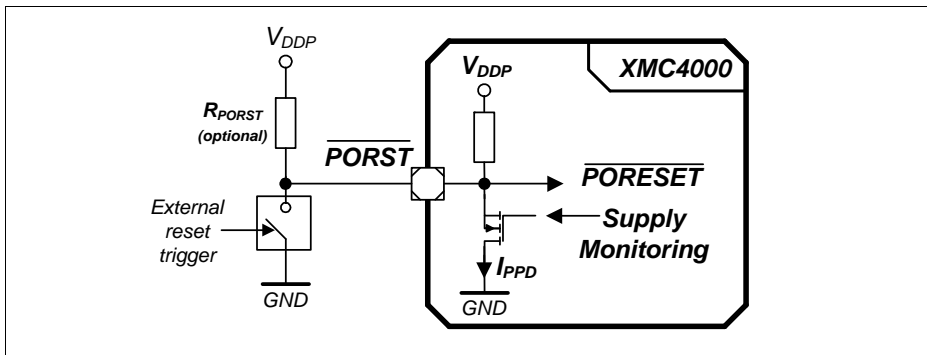 VDDP
RPORST
(optional)
External
reset
trigger
GND
PORST
XMC4000
VDDP
PORESET
Supply
Monitoring
IPPD
GND